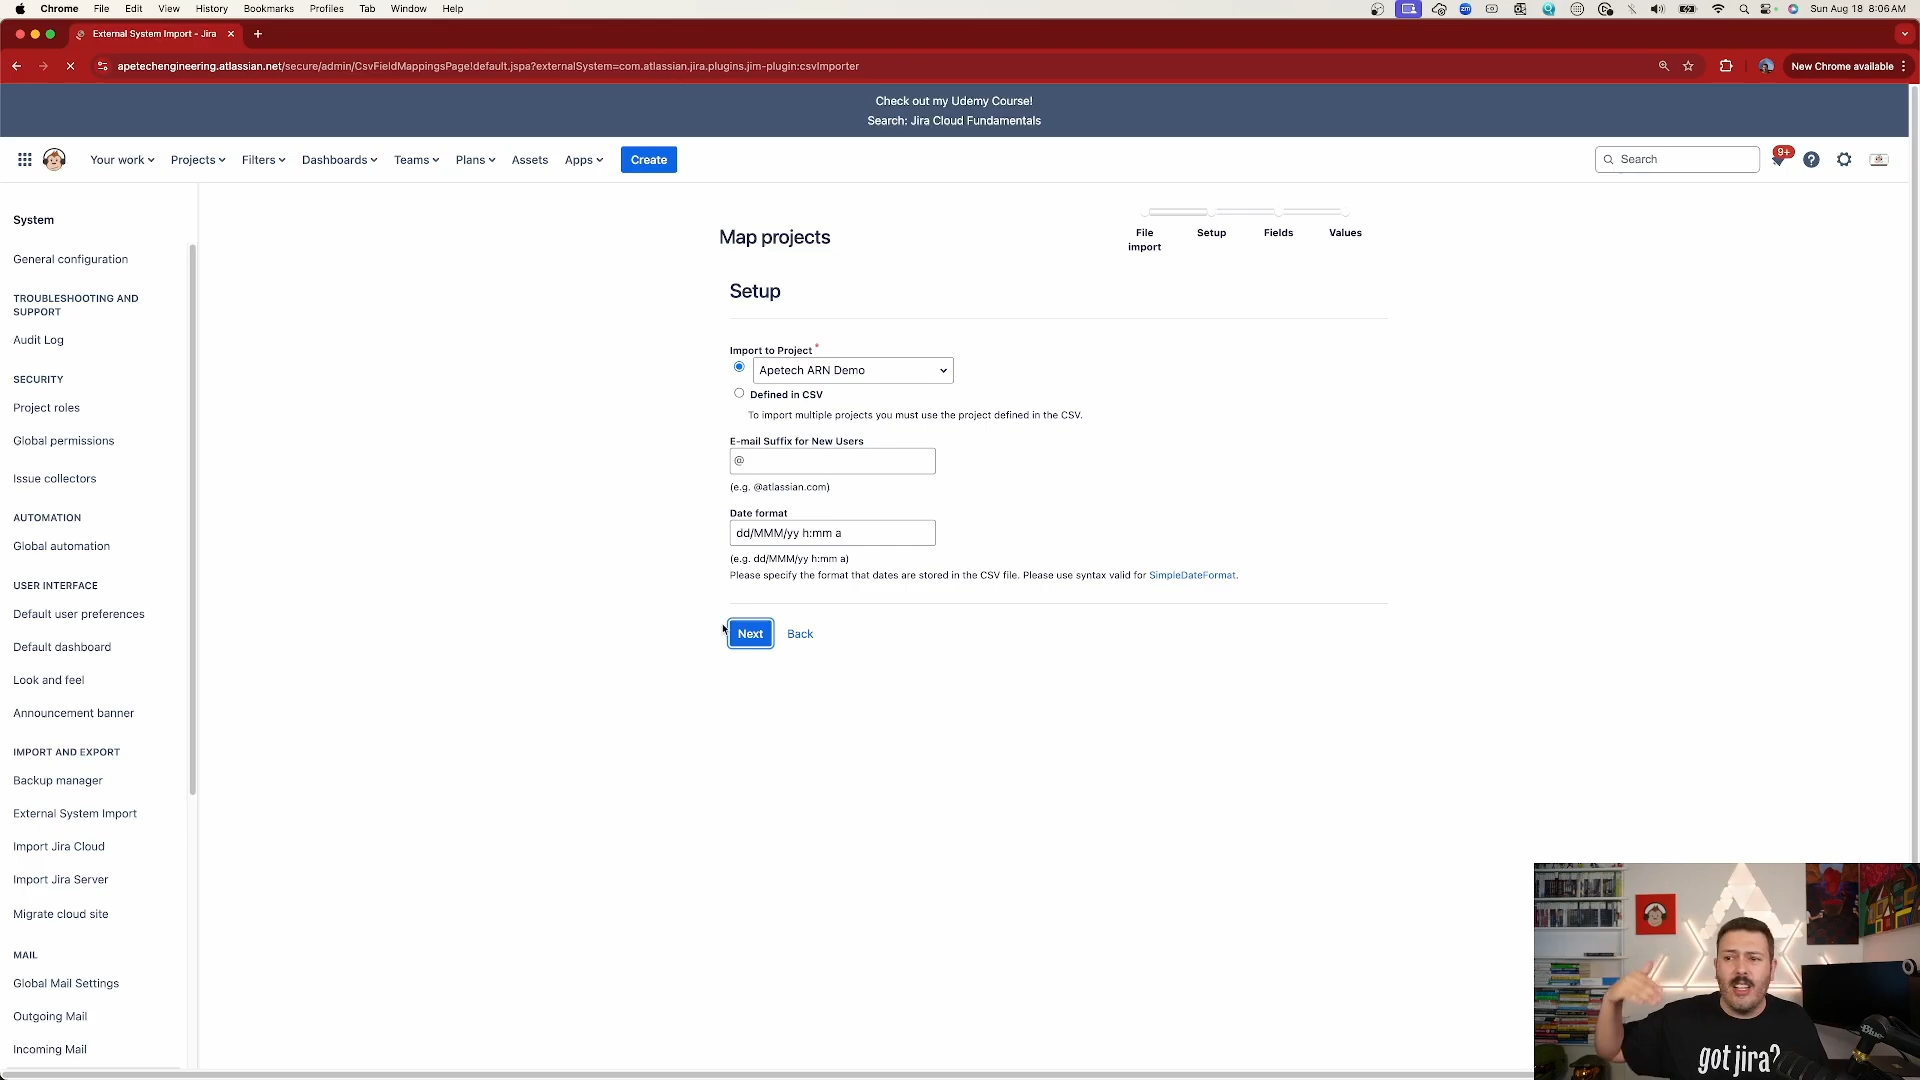 Chrome File Edit View History Bookmarks Profiles Tab Window Help
Sun Aug 18 8:06 AM
External System Import - Jira
apetechengineering.atlassian.net/secure/admin/CsvFieldMappingsPage!default.jspa?externalSystem=com.atlassian.jira.plugins.jim-plugin:csvImporter
New Chrome available
Check out my Udemy Course!
Search: Jira Cloud Fundamentals
Your work Projects Filters Dashboards Teams Plans Assets Apps Create
Search
9+
System
General configuration
TROUBLESHOOTING AND
SUPPORT
Audit Log
SECURITY
Project roles
Global permissions
Issue collectors
AUTOMATION
Global automation
USER INTERFACE
Default user preferences
Default dashboard
Look and feel
Announcement banner
IMPORT AND EXPORT
Backup manager
External System Import
Import Jira Cloud
Import Jira Server
Migrate cloud site
MAIL
Global Mail Settings
Outgoing Mail
Incoming Mail
Map projects
File
import
Setup
Fields
Values
Setup
Import to Project *
Apetech ARN Demo
Defined in CSV
To import multiple projects you must use the project defined in the CSV.
E-mail Suffix for New Users
@
(e.g. @atlassian.com)
Date format
dd/MMM/yy h:mm a
(e.g. dd/MMM/yy h:mm a)
Please specify the format that dates are stored in the CSV file. Please use syntax valid for SimpleDateFormat.
Next Back
got jira?
Blue